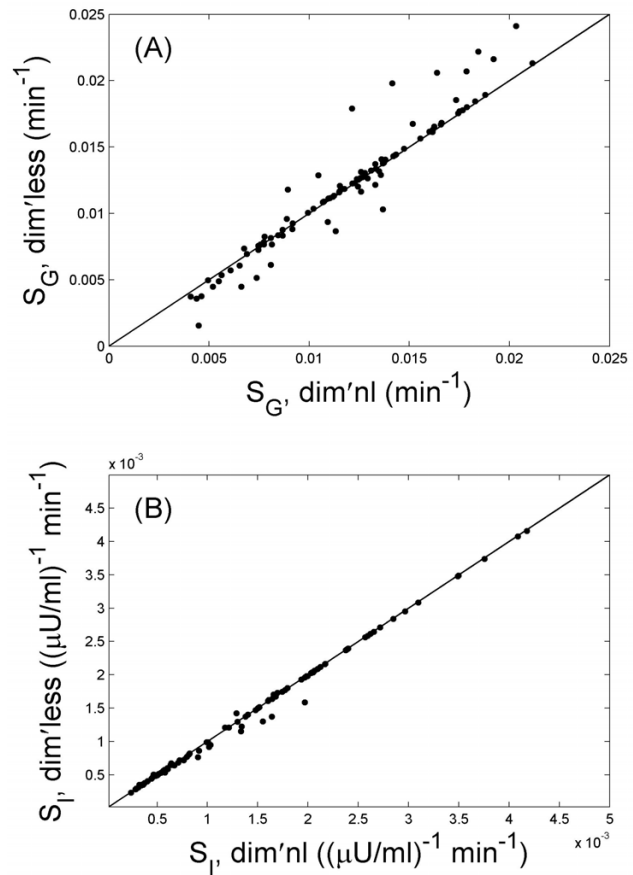 (A)
0.025
0.02
0.015
0.01
0.005
0
0 0.005 0.01 0.015 0.02 0.025
S_G, dim'less (min^-1)
S_G, dim'nl (min^-1)
x 10^-3
(B)
4.5
4
3.5
3
2.5
2
1.5
1
0.5
0.5 1 1.5 2 2.5 3 3.5 4 4.5 5
x 10^-3
S_I, dim'less ((μU/ml)^-1 min^-1)
S_I, dim'nl ((μU/ml)^-1 min^-1)